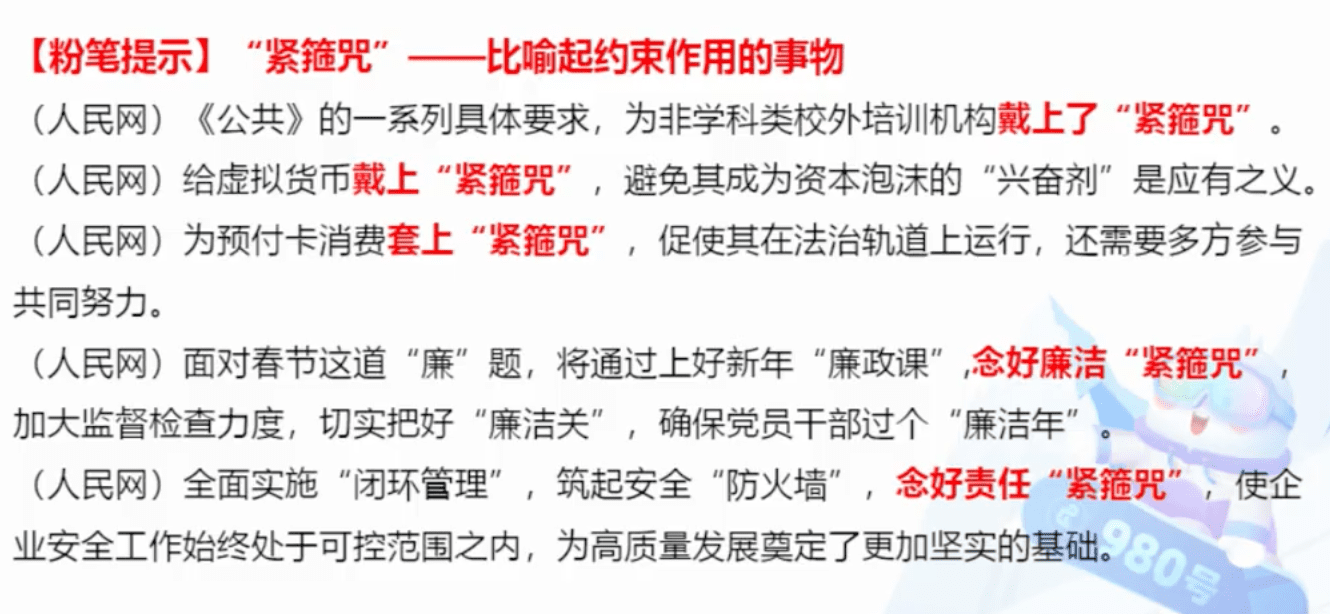 【粉笔提示】“紧箍咒”——比喻起约束作用的事物
（人民网）《公共》的一系列具体要求，为非学科类校外培训机构戴上了“紧箍咒”。
（人民网）给虚拟货币戴上“紧箍咒”，避免其成为资本泡沫的“兴奋剂”是应有之义。
（人民网）为预付卡消费套上“紧箍咒”，促使其在法治轨道上运行，还需要多方参与
共同努力。
（人民网）面对春节这道“廉”题，将通过上好新年“廉政课”,念好廉洁“紧箍咒”，
加大监督检查力度，切实把好“廉洁关”，确保党员干部过个“廉洁年”。
（人民网）全面实施“闭环管理”，筑起安全“防火墙”，念好责任“紧箍咒”，使企
业安全工作始终处于可控范围之内，为高质量发展奠定了更加坚实的基础。
980号